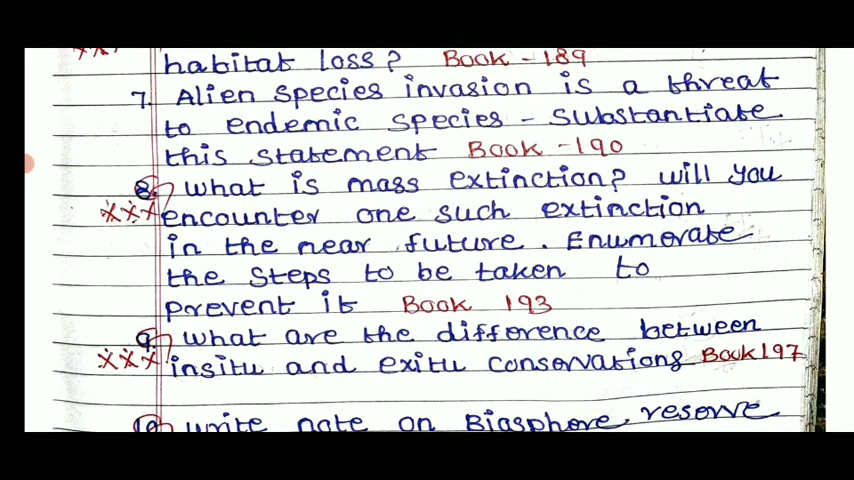 habitat loss? Book - 189
7. Alien species invasion is a threat
to endemic species - substantiate
this statement Book - 190
8. what is mass extinction? will you
xxx encounter one such extinction
in the near future. Enumerate
the steps to be taken to
prevent it Book 193
9. what are the difference between
xxx insitu and exitu conservations Book 197
10 write note on Biosphere reserve